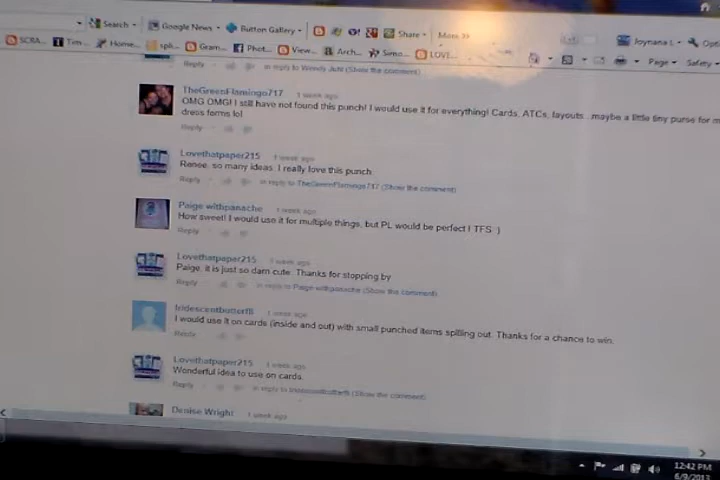 Search Google News Button Gallery Share More
Joynana L
SCRA... Tim Home... spli... Gram... Phot... View... Arch... Simo... LOVE... Page Safety
Reply in reply to Wendy Jute (Show the comment)
TheGreenFlamingo717 1 week ago
OMG OMG! I still have not found this punch! I would use it for everything! Cards, ATCs, layouts...maybe a little tiny purse for m
dress forms lol
Reply
Lovethatpaper215 1 week ago
Renee, so many ideas. I really love this punch
Reply in reply to TheGreenFlamingo717 (Show the comment)
Paige withpanache 1 week ago
How sweet! I would use it for multiple things, but PL would be perfect ! TFS :)
Reply
Lovethatpaper215 1 week ago
Paige, it is just so darn cute. Thanks for stopping by
Reply in reply to Paige withpanache (Show the comment)
Iridescentbutterfli 1 week ago
I would use it on cards (inside and out) with small punched items spilling out. Thanks for a chance to win.
Reply
Lovethatpaper215 1 week ago
Wonderful idea to use on cards.
Reply in reply to Iridescentbutterfli (Show the comment)
Denise Wright 1 week ago
12:42 PM
6/9/2013